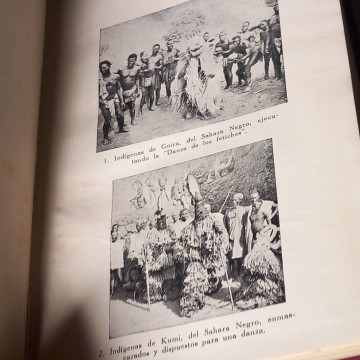 1. Indígenas de Goira, del Sahara Negro, ejecu-
tando la "Danza de los fetiches".
2. Indígenas de Kumi, del Sahara Negro, enmas-
carados y dispuestos para una danza.